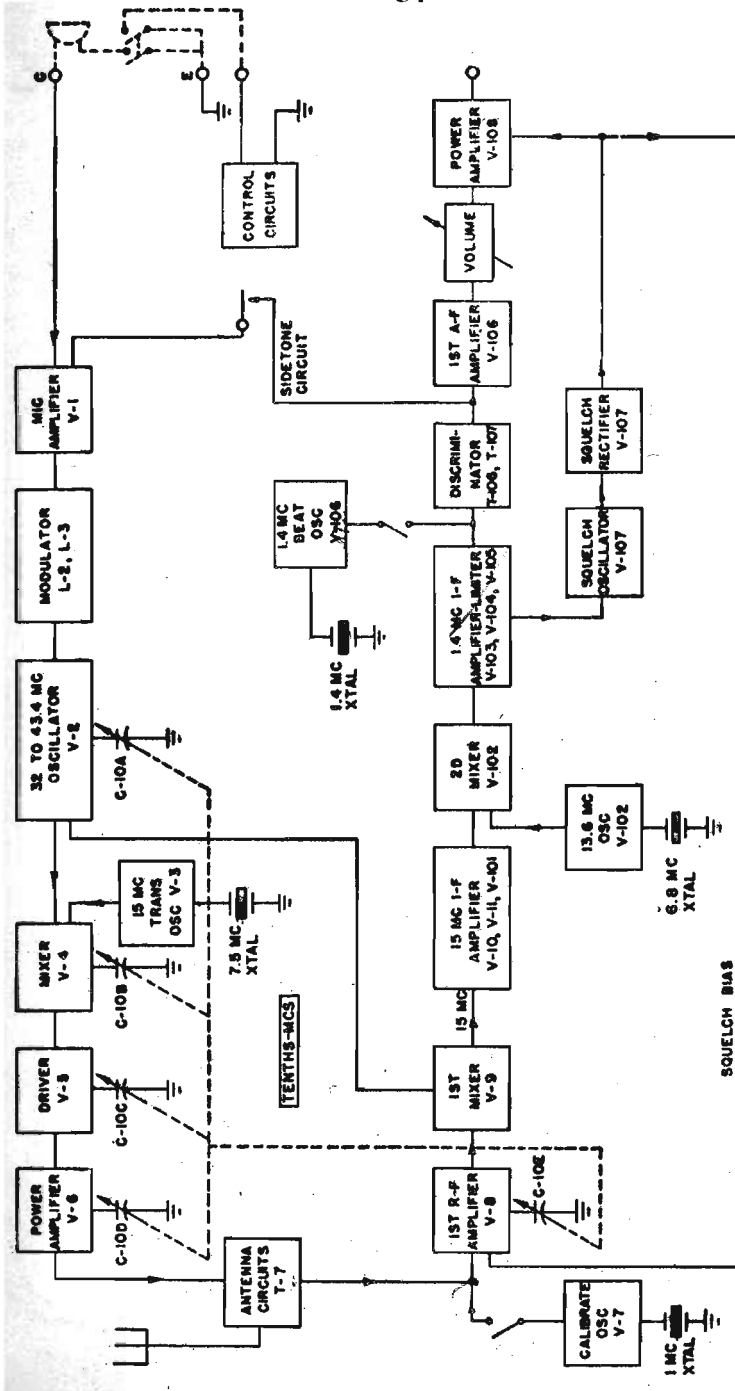 G
E
MIC
AMPLIFIER
V-1
MODULATOR
L-2, L-3
32 TO 43.4 MC
OSCILLATOR
V-2
C-10A
MIXER
V-4
C-10B
15 MC
TRANS
OSC V-3
7.5 MC
XTAL
DRIVER
V-5
C-10C
POWER
AMPLIFIER
V-6
C-10D
ANTENNA
CIRCUITS
T-7
CONTROL
CIRCUITS
SIDETONE
CIRCUIT
TENTHS-MCS
1.4 MC
BEAT
OSC
V-106
1.4 MC
XTAL
CALIBRATE
OSC
V-7
1 MC
XTAL
1ST R-F
AMPLIFIER
V-8
C-10E
1ST
MIXER
V-9
15 MC
15 MC I-F
AMPLIFIER
V-10, V-11, V-101
2D
MIXER
V-102
13.6 MC
OSC
V-102
6.8 MC
XTAL
1.4 MC I-F
AMPLIFIER-LIMITER
V-103, V-104, V-105
DISCRIMI-
NATOR
T-106, T-107
1ST A-F
AMPLIFIER
V-106
VOLUME
POWER
AMPLIFIER
V-108
SQUELCH
OSCILLATOR
V-107
SQUELCH
RECTIFIER
V-107
SQUELCH BIAS